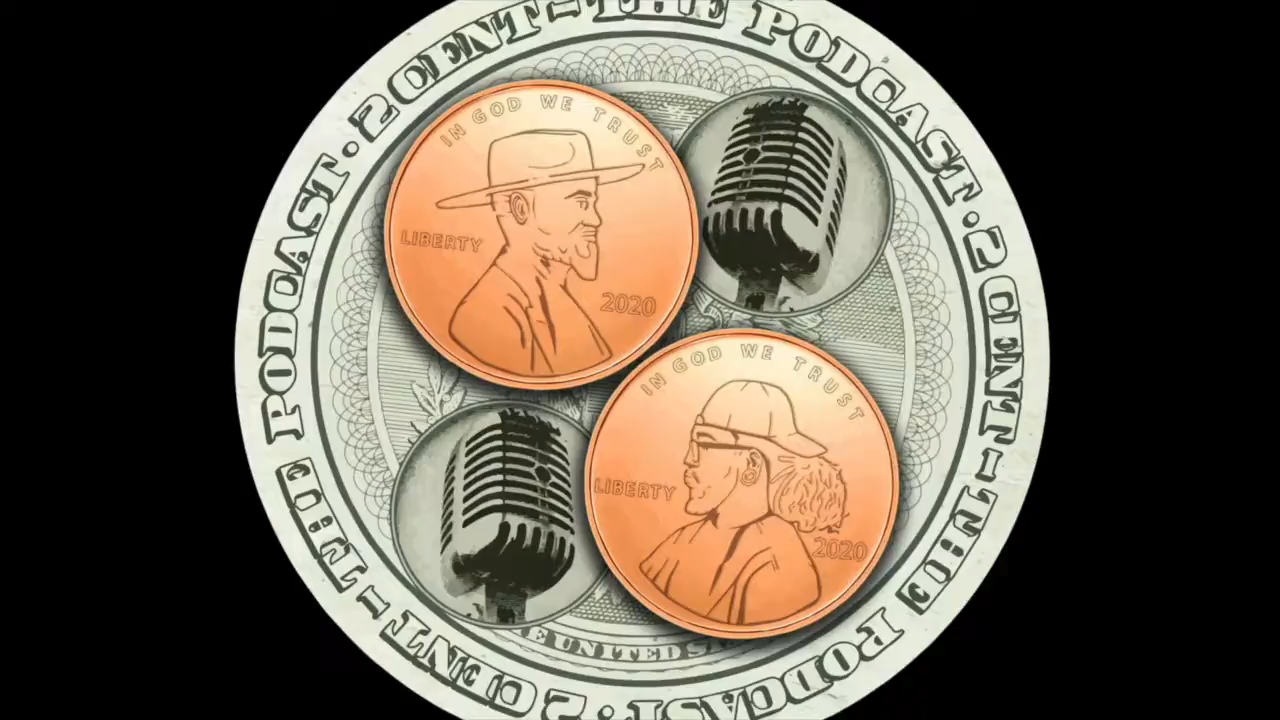 2 CENT - THE PODCAST · 2 CENT - THE PODCAST · 2 CENT - THE PODCAST ·
IN GOD WE TRUST
LIBERTY
2020
IN GOD WE TRUST
LIBERTY
2020
E UNITED